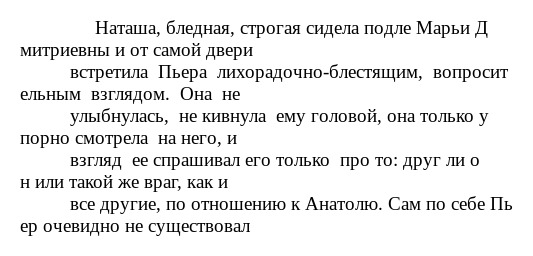 Наташа, бледная, строгая сидела подле Марьи Д
митриевны и от самой двери
встретила  Пьера  лихорадочно-блестящим,  вопросит
ельным  взглядом.  Она  не
улыбнулась,  не кивнула  ему головой, она только у
порно смотрела  на него, и
взгляд  ее спрашивал его только  про то: друг ли о
н или такой же враг, как и
все другие, по отношению к Анатолю. Сам по себе Пь
ер очевидно не существовал